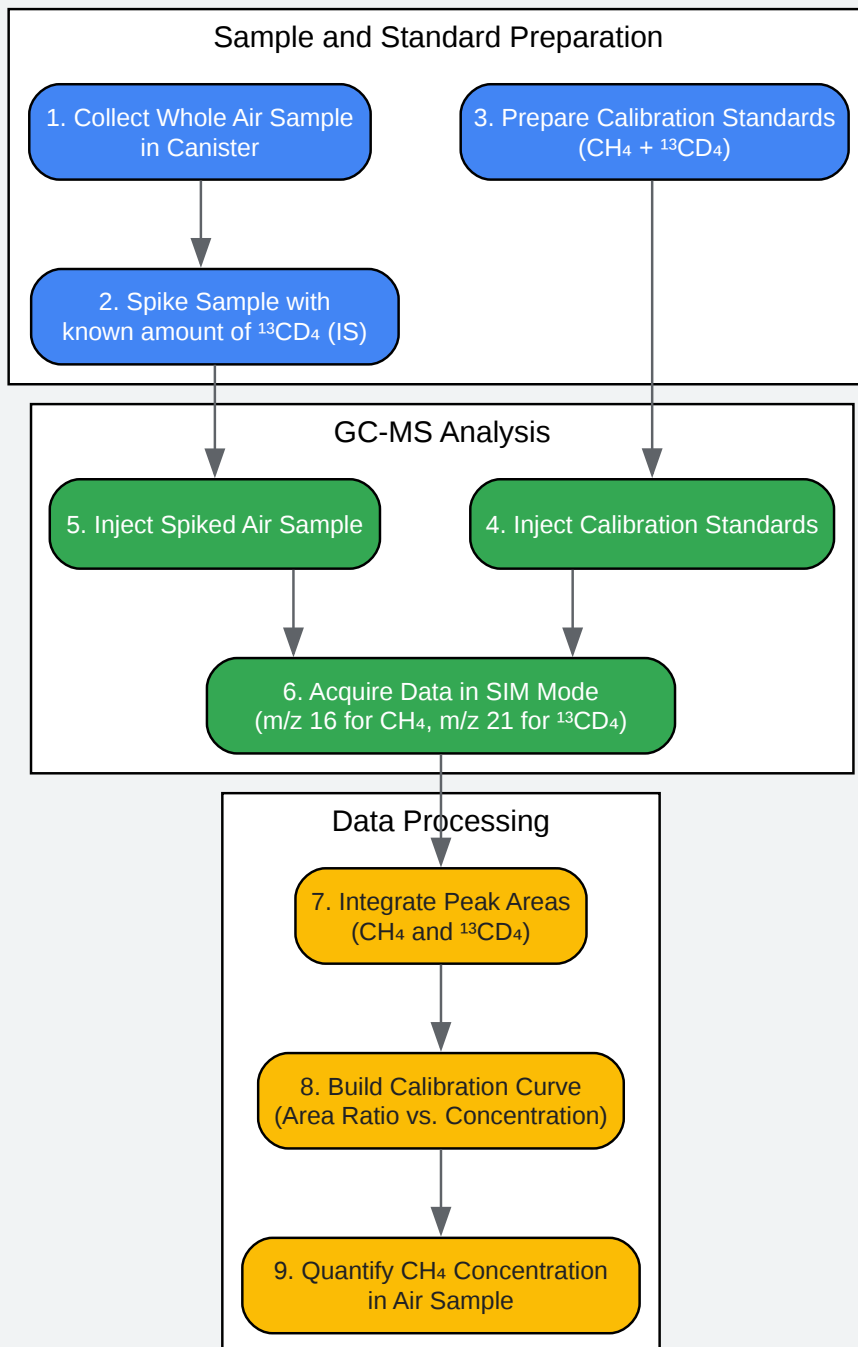 Sample and Standard Preparation
1. Collect Whole Air Sample
in Canister
3. Prepare Calibration Standards
(CH₄ + ¹³CD₄)
2. Spike Sample with
known amount of ¹³CD₄ (IS)
GC-MS Analysis
5. Inject Spiked Air Sample
4. Inject Calibration Standards
6. Acquire Data in SIM Mode
(m/z 16 for CH₄, m/z 21 for ¹³CD₄)
Data Processing
7. Integrate Peak Areas
(CH₄ and ¹³CD₄)
8. Build Calibration Curve
(Area Ratio vs. Concentration)
9. Quantify CH₄ Concentration
in Air Sample